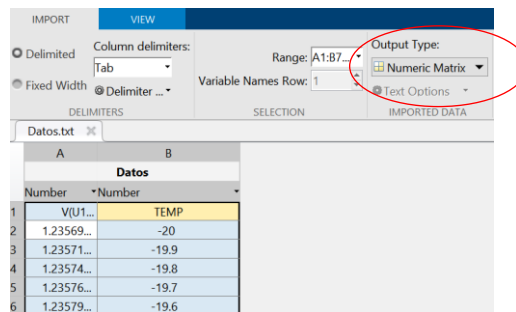 IMPORT VIEW
Delimited Column delimiters: Range: A1:B7... Output Type:
Tab Numeric Matrix
Fixed Width Delimiter ... Variable Names Row: 1 Text Options
DELIMITERS SELECTION IMPORTED DATA
Datos.txt
A B
Datos
Number Number
1 V(U1... TEMP
2 1.23569... -20
3 1.23571... -19.9
4 1.23574... -19.8
5 1.23576... -19.7
6 1.23579... -19.6